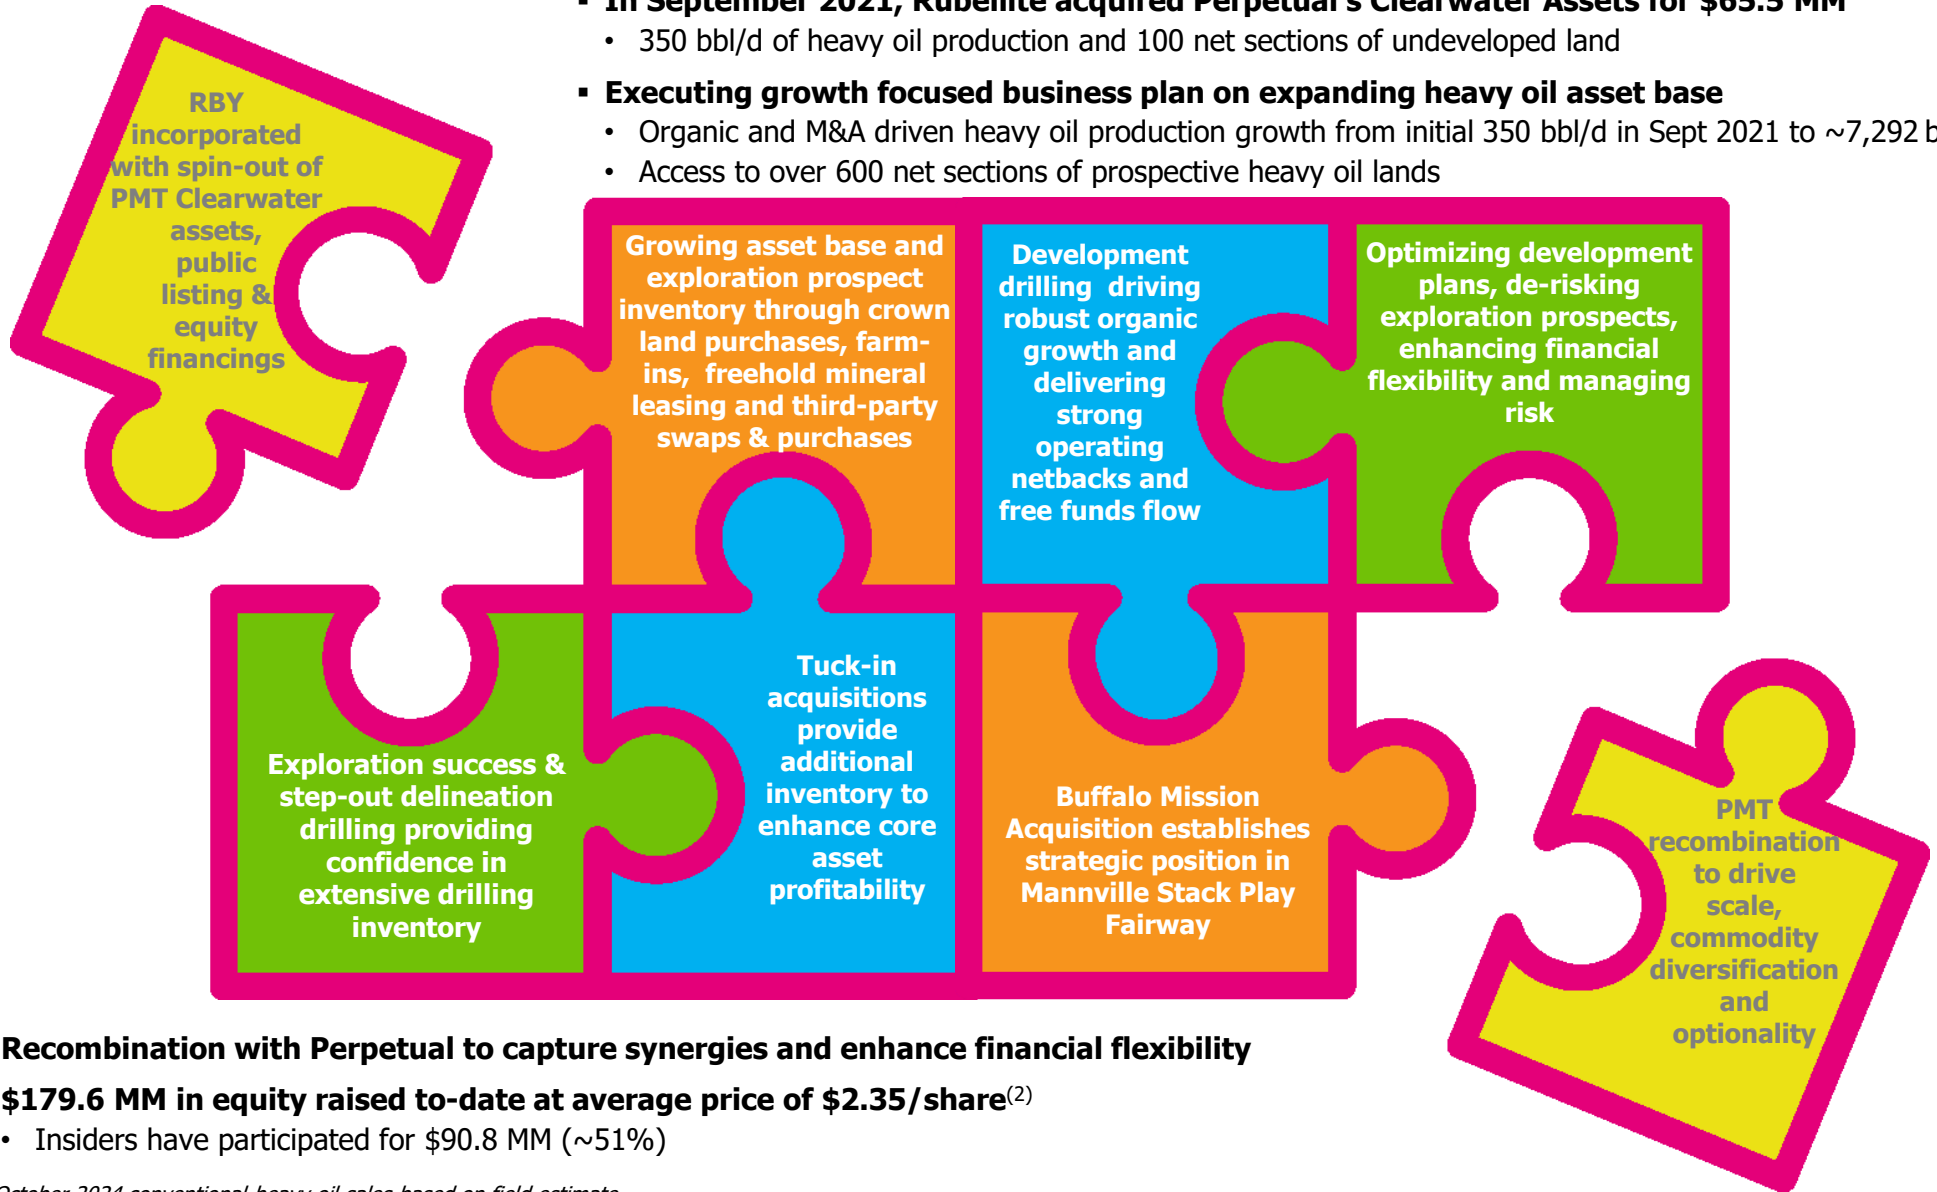 ▪ In September 2021, Rubellite acquired Perpetual's Clearwater Assets for $65.5 MM
• 350 bbl/d of heavy oil production and 100 net sections of undeveloped land
▪ Executing growth focused business plan on expanding heavy oil asset base
• Organic and M&A driven heavy oil production growth from initial 350 bbl/d in Sept 2021 to ~7,292 b
• Access to over 600 net sections of prospective heavy oil lands
RBY
incorporated
with spin-out of
PMT Clearwater
assets,
public
listing &
equity
financings
Growing asset base and
exploration prospect
inventory through crown
land purchases, farm-
ins, freehold mineral
leasing and third-party
swaps & purchases
Development
drilling driving
robust organic
growth and
delivering
strong
operating
netbacks and
free funds flow
Optimizing development
plans, de-risking
exploration prospects,
enhancing financial
flexibility and managing
risk
Exploration success &
step-out delineation
drilling providing
confidence in
extensive drilling
inventory
Tuck-in
acquisitions
provide
additional
inventory to
enhance core
asset
profitability
Buffalo Mission
Acquisition establishes
strategic position in
Mannville Stack Play
Fairway
PMT
recombination
to drive
scale,
commodity
diversification
and
optionality
Recombination with Perpetual to capture synergies and enhance financial flexibility
$179.6 MM in equity raised to-date at average price of $2.35/share(2)
• Insiders have participated for $90.8 MM (~51%)
October 2024 conventional heavy oil sales based on field estimate